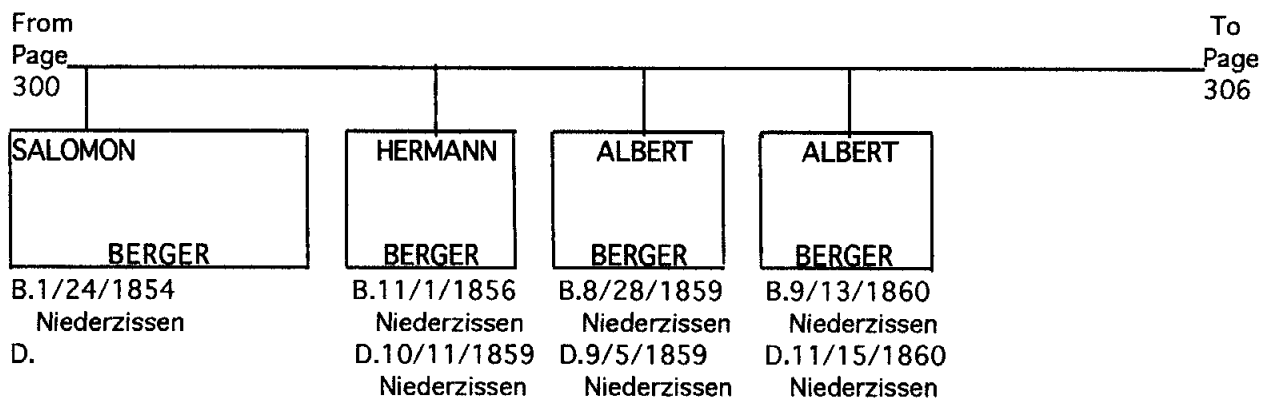 From
Page
300
To
Page
306
SALOMON
BERGER
B.1/24/1854
Niederzissen
D.
HERMANN
BERGER
B.11/1/1856
Niederzissen
D.10/11/1859
Niederzissen
ALBERT
BERGER
B.8/28/1859
Niederzissen
D.9/5/1859
Niederzissen
ALBERT
BERGER
B.9/13/1860
Niederzissen
D.11/15/1860
Niederzissen